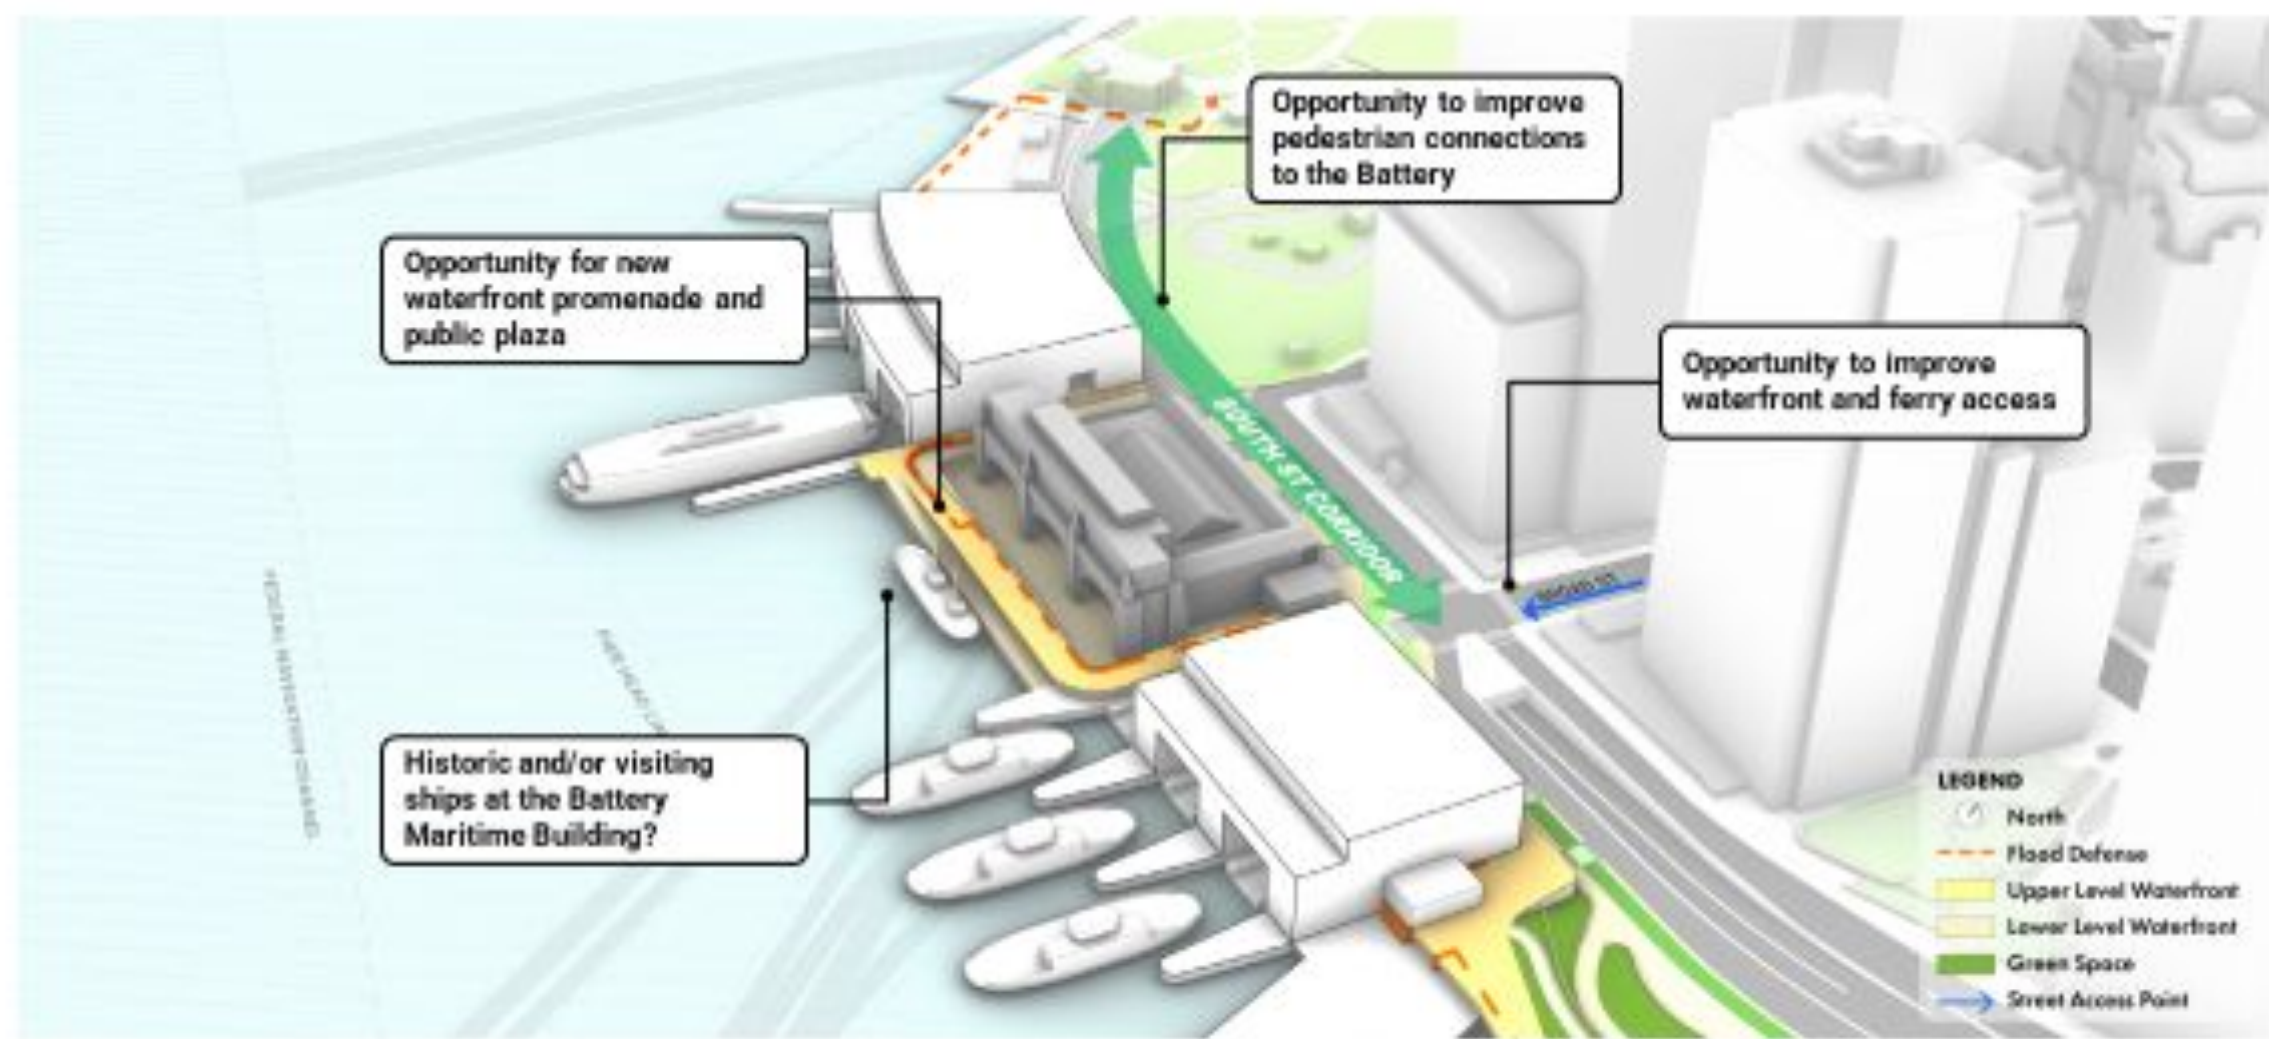 Opportunity to improve
pedestrian connections
to the Battery
Opportunity for new
waterfront promenade and
public plaza
Opportunity to improve
waterfront and ferry access
SOUTH ST CORRIDOR
BROAD ST
Historic and/or visiting
ships at the Battery
Maritime Building?
LEGEND
North
Flood Defense
Upper Level Waterfront
Lower Level Waterfront
Green Space
Street Access Point